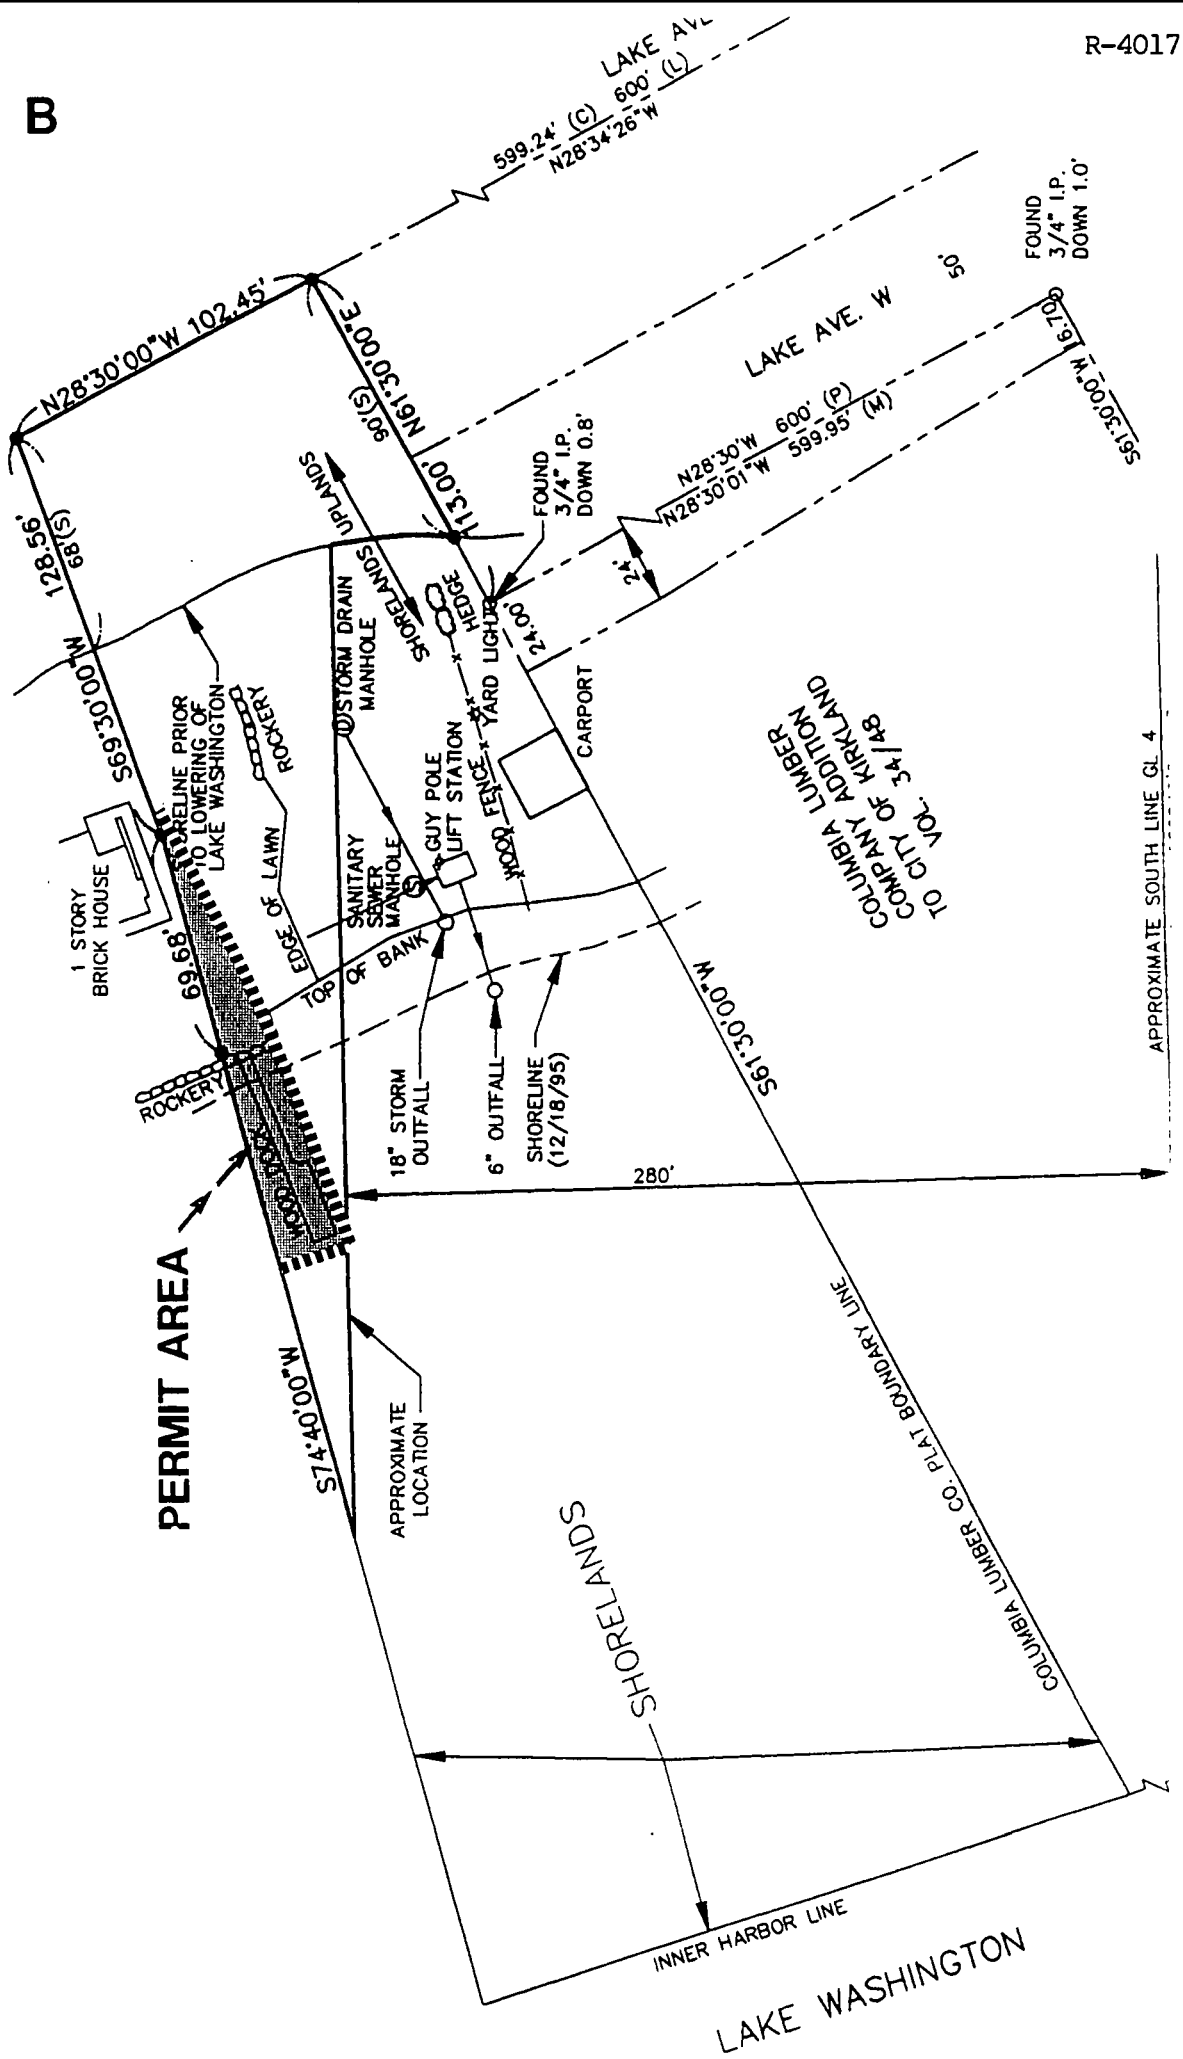 R-4017
B
LAKE AV
599.24' (C) 600' (L)
N28°34'26"W
N28°30'00"W 102.45'
N61°30'00"E
90'(S)
113.00'
128.56'
68'(S)
S69°30'00"W
SHORELANDS UPLANDS
LAKE AVE. W
50'
FOUND
3/4" I.P.
DOWN 1.0'
N28°30'W 600' (P)
N28°30'01"W 599.95' (M)
S61°30'00"W 16.70
FOUND
3/4" I.P.
DOWN 0.8'
24'
24.00'
HEDGE
YARD LIGHT
STORM DRAIN
MANHOLE
SHORELINE PRIOR
TO LOWERING OF
LAKE WASHINGTON
ROCKERY
EDGE OF LAWN
1 STORY
BRICK HOUSE
69.68'
GUY POLE
LIFT STATION
WOOD FENCE
CARPORT
SANITARY
SEWER
MANHOLE
TOP OF BANK
COLUMBIA LUMBER
COMPANY ADDITION
TO CITY OF KIRKLAND
VOL. 34/48
APPROXIMATE SOUTH LINE GL 4
ROCKERY
WOOD DOCK
18" STORM
OUTFALL
6" OUTFALL
SHORELINE
(12/18/95)
S61°30'00"W
280'
PERMIT AREA
S74°40'00"W
APPROXIMATE
LOCATION
COLUMBIA LUMBER CO. PLAT BOUNDARY LINE
SHORELANDS
INNER HARBOR LINE
LAKE WASHINGTON